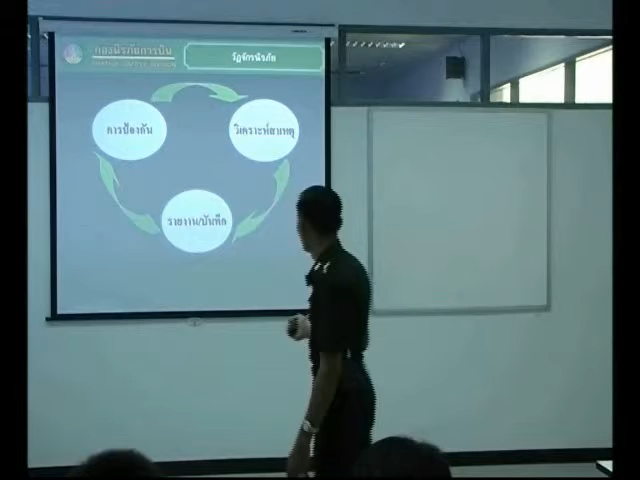 กองนิรภัยการบิน
วัฏจักรนิรภัย
การป้องกัน
วิเคราะห์สาเหตุ
รายงาน/บันทึก